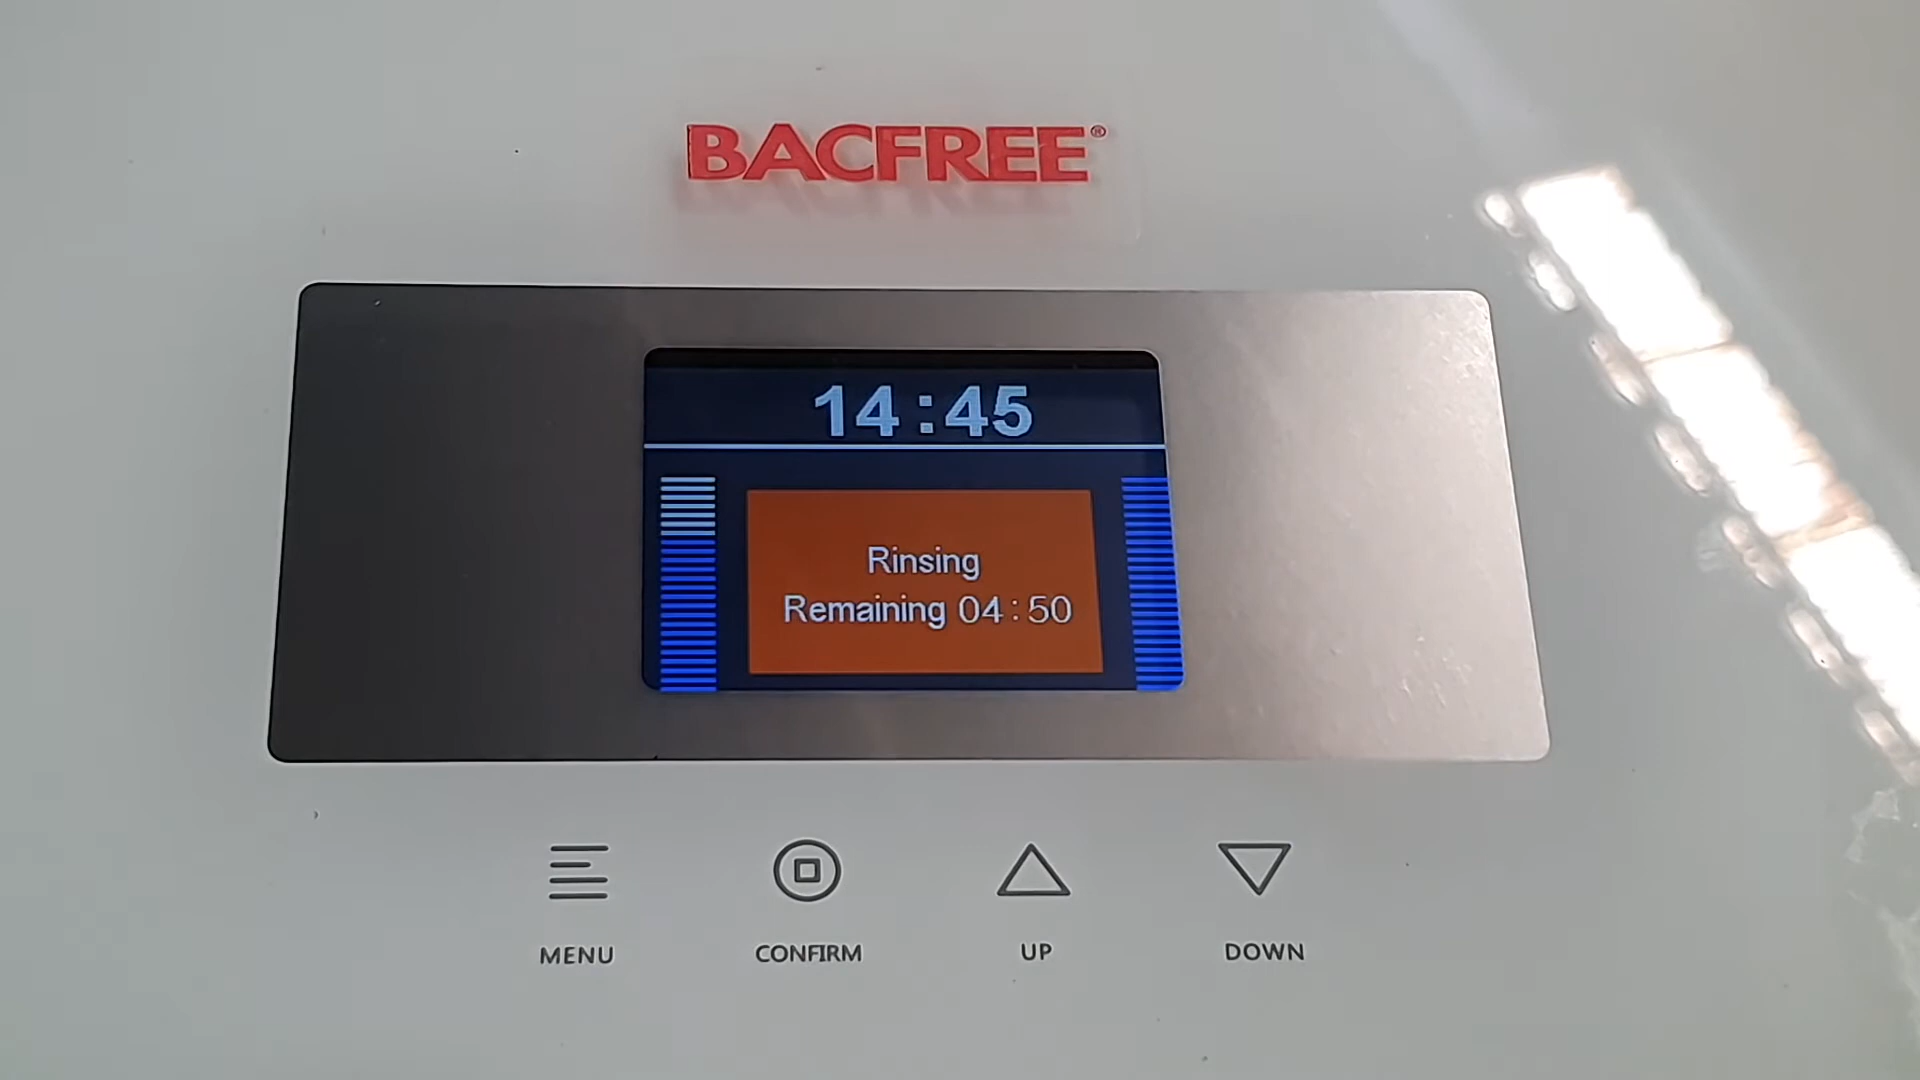 BACFREE®
14:45
Rinsing
Remaining 04:50
MENU CONFIRM UP DOWN